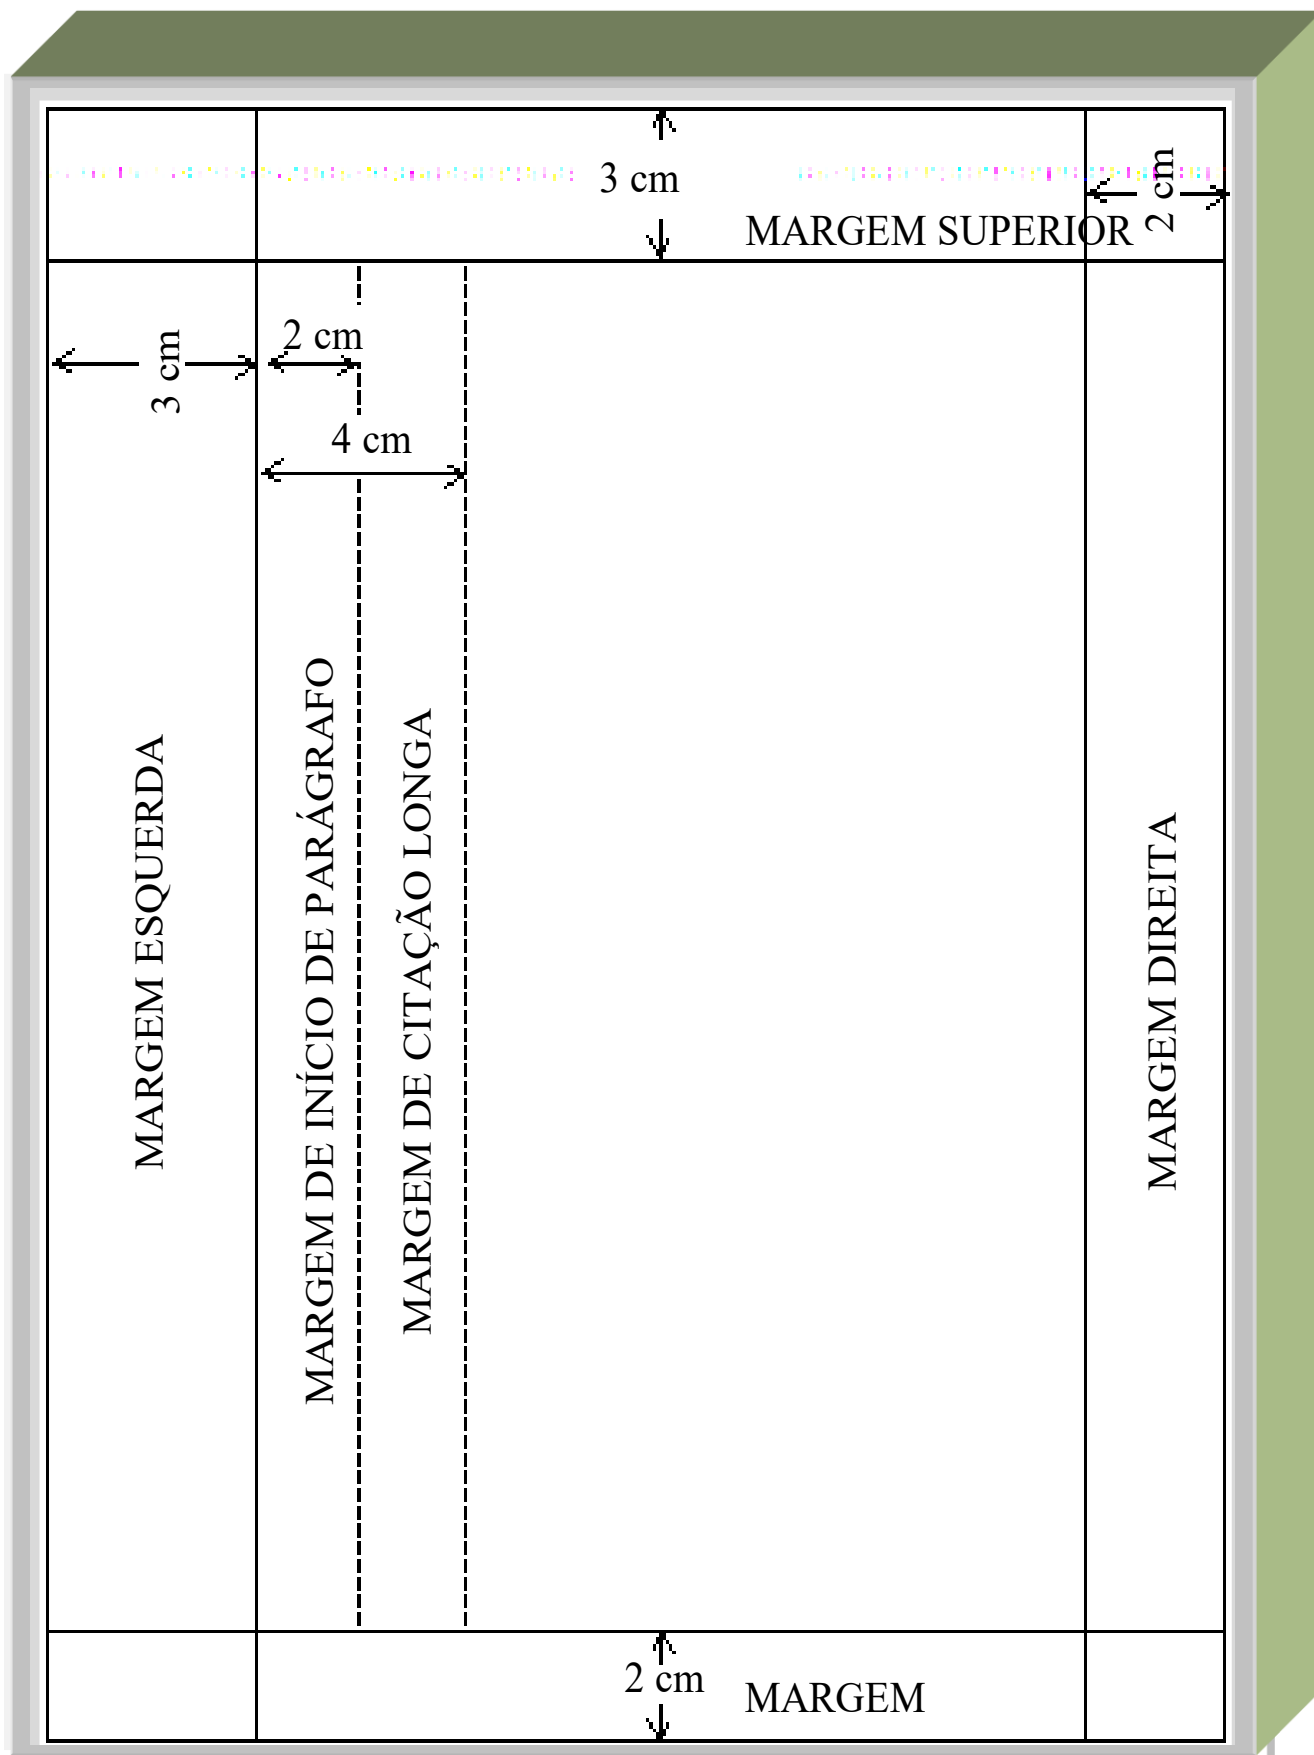 3 cm
2 cm
MARGEM SUPERIOR
2 cm
3 cm
4 cm
MARGEM ESQUERDA
MARGEM DE INÍCIO DE PARÁGRAFO
MARGEM DE CITAÇÃO LONGA
MARGEM DIREITA
2 cm
MARGEM